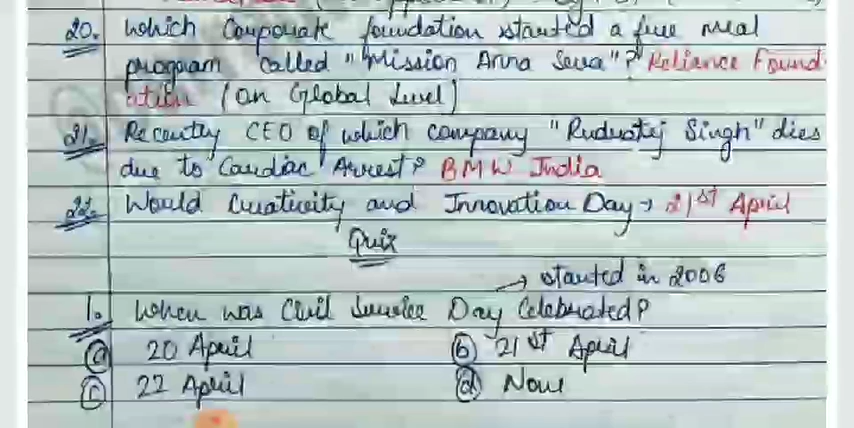 20. Which Corporate foundation started a free meal
program called "Mission Anna Seva"? Reliance Found-
ation (on Global Level)
21. Recently CEO of which company "Rudratej Singh" dies
due to Cardiac Arrest? BMW India
22. World Creativity and Innovation Day → 21st April
Quiz
→ started in 2006
1. When was Civil Service Day Celebrated?
(a) 20 April (b) 21st April
(c) 22 April (d) None